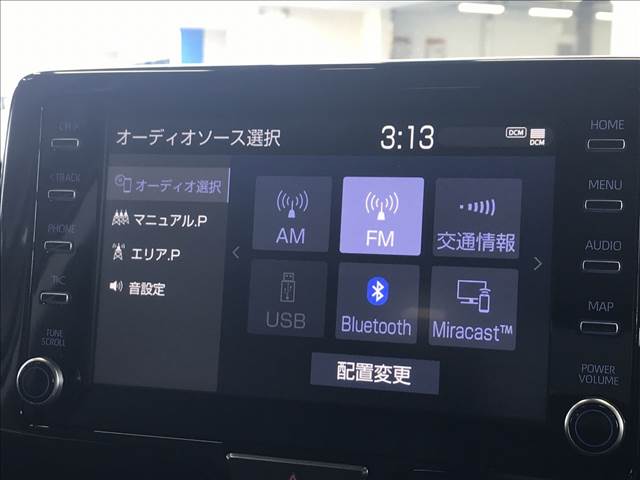 オーディオソース選択
3:13
DCM
DCM
オーディオ選択
マニュアル.P
エリア.P
音設定
AM
FM
交通情報
USB
Bluetooth
Miracast™
配置変更
<TRACK
PHONE
TUNE
SCROLL
HOME
MENU
AUDIO
MAP
POWER
VOLUME